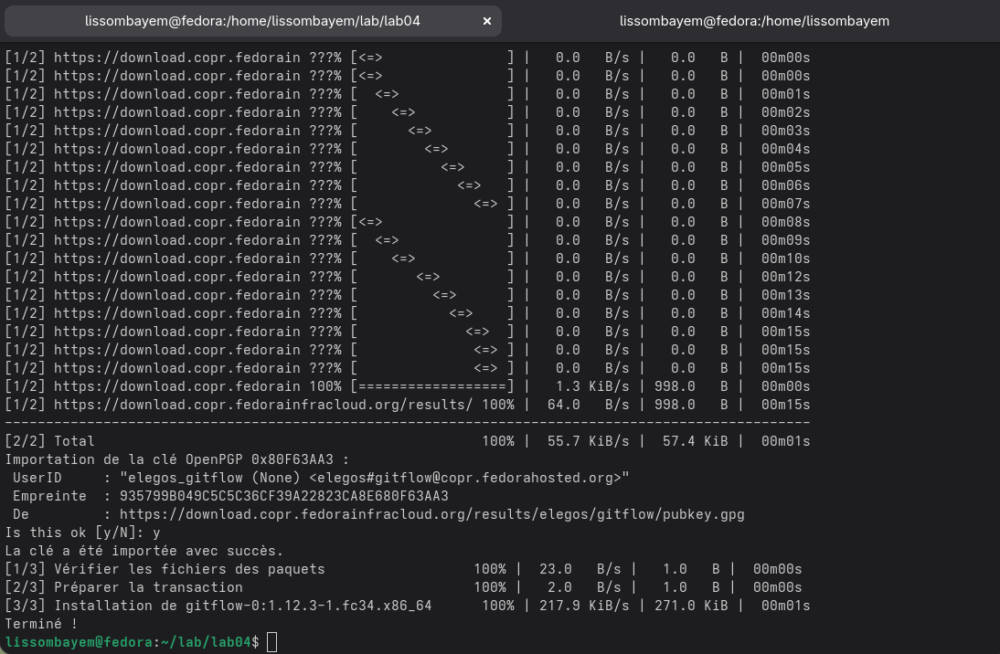 lissombayem@fedora:/home/lissombayem/lab/lab04 × lissombayem@fedora:/home/lissombayem
[1/2] https://download.copr.fedorain ???% [<=>               ] |   0.0   B/s |   0.0   B |  00m00s
[1/2] https://download.copr.fedorain ???% [<=>               ] |   0.0   B/s |   0.0   B |  00m00s
[1/2] https://download.copr.fedorain ???% [  <=>             ] |   0.0   B/s |   0.0   B |  00m01s
[1/2] https://download.copr.fedorain ???% [    <=>           ] |   0.0   B/s |   0.0   B |  00m02s
[1/2] https://download.copr.fedorain ???% [      <=>         ] |   0.0   B/s |   0.0   B |  00m03s
[1/2] https://download.copr.fedorain ???% [        <=>       ] |   0.0   B/s |   0.0   B |  00m04s
[1/2] https://download.copr.fedorain ???% [          <=>     ] |   0.0   B/s |   0.0   B |  00m05s
[1/2] https://download.copr.fedorain ???% [            <=>   ] |   0.0   B/s |   0.0   B |  00m06s
[1/2] https://download.copr.fedorain ???% [              <=> ] |   0.0   B/s |   0.0   B |  00m07s
[1/2] https://download.copr.fedorain ???% [<=>               ] |   0.0   B/s |   0.0   B |  00m08s
[1/2] https://download.copr.fedorain ???% [  <=>             ] |   0.0   B/s |   0.0   B |  00m09s
[1/2] https://download.copr.fedorain ???% [    <=>           ] |   0.0   B/s |   0.0   B |  00m10s
[1/2] https://download.copr.fedorain ???% [       <=>        ] |   0.0   B/s |   0.0   B |  00m12s
[1/2] https://download.copr.fedorain ???% [         <=>      ] |   0.0   B/s |   0.0   B |  00m13s
[1/2] https://download.copr.fedorain ???% [           <=>    ] |   0.0   B/s |   0.0   B |  00m14s
[1/2] https://download.copr.fedorain ???% [             <=>  ] |   0.0   B/s |   0.0   B |  00m15s
[1/2] https://download.copr.fedorain ???% [              <=> ] |   0.0   B/s |   0.0   B |  00m15s
[1/2] https://download.copr.fedorain ???% [              <=> ] |   0.0   B/s |   0.0   B |  00m15s
[1/2] https://download.copr.fedorain 100% [==================] |   1.3 KiB/s | 998.0   B |  00m00s
[1/2] https://download.copr.fedorainfracloud.org/results/ 100% |  64.0   B/s | 998.0   B |  00m15s
--------------------------------------------------------------------------------------------------
[2/2] Total                                               100% |  55.7 KiB/s |  57.4 KiB |  00m01s
Importation de la clé OpenPGP 0x80F63AA3 :
 UserID     : "elegos_gitflow (None) <elegos#gitflow@copr.fedorahosted.org>"
 Empreinte  : 935799B049C5C5C36CF39A22823CA8E680F63AA3
 De         : https://download.copr.fedorainfracloud.org/results/elegos/gitflow/pubkey.gpg
Is this ok [y/N]: y
La clé a été importée avec succès.
[1/3] Vérifier les fichiers des paquets                  100% |  23.0   B/s |   1.0   B |  00m00s
[2/3] Préparer la transaction                            100% |   2.0   B/s |   1.0   B |  00m00s
[3/3] Installation de gitflow-0:1.12.3-1.fc34.x86_64      100% | 217.9 KiB/s | 271.0 KiB |  00m01s
Terminé !
lissombayem@fedora:~/lab/lab04$